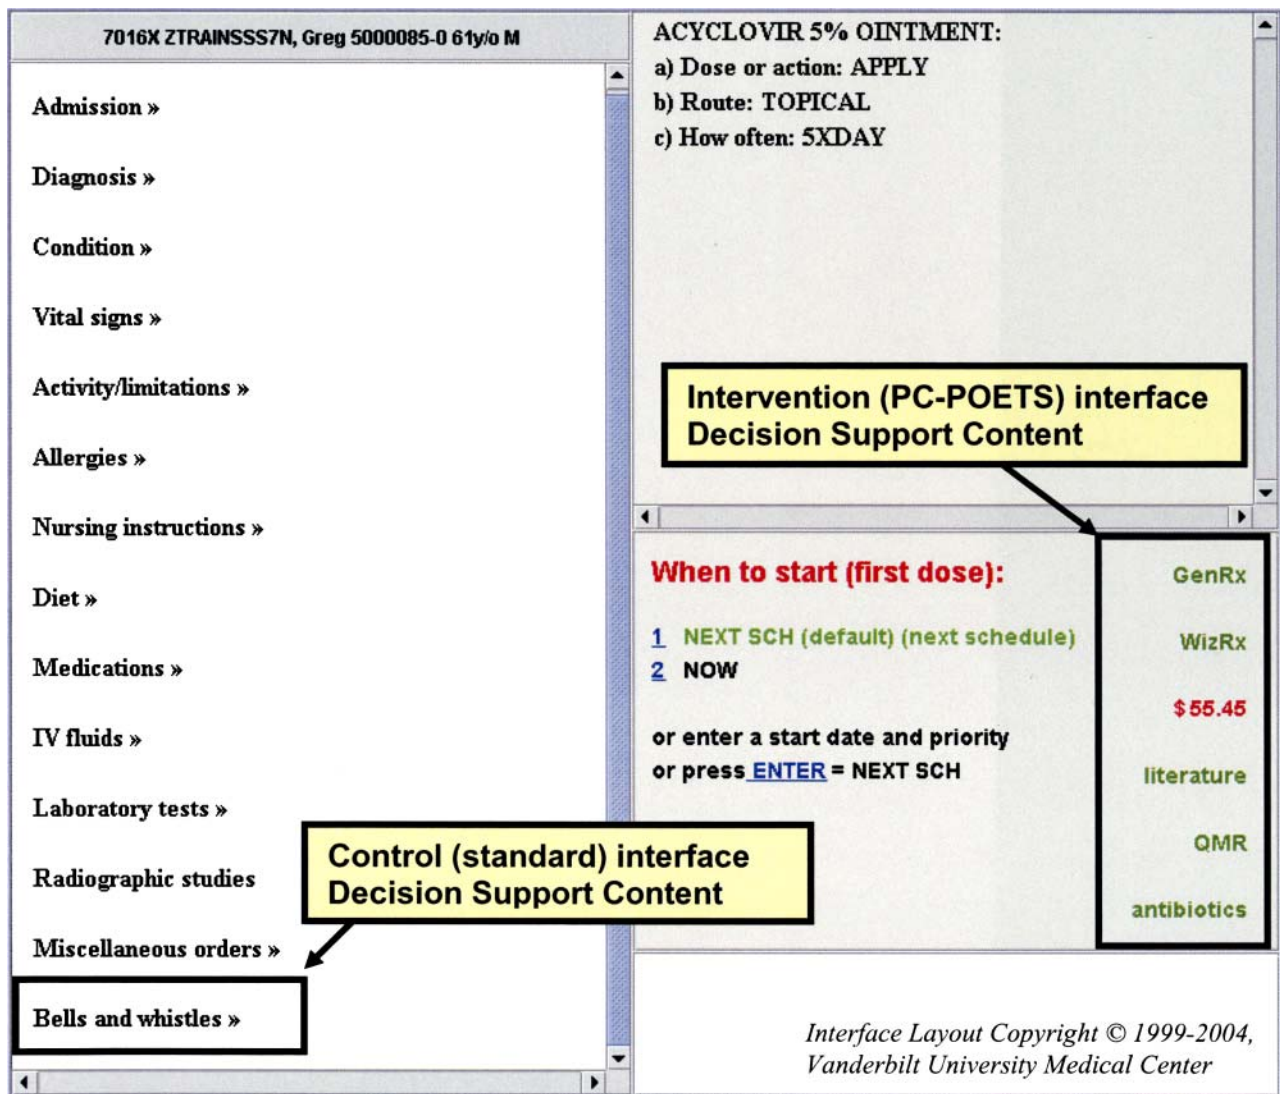 7016X ZTRAINSSS7N, Greg 5000085-0 61y/o M
Admission »
Diagnosis »
Condition »
Vital signs »
Activity/limitations »
Allergies »
Nursing instructions »
Diet »
Medications »
IV fluids »
Laboratory tests »
Radiographic studies
Miscellaneous orders »
Bells and whistles »
Control (standard) interface
Decision Support Content
ACYCLOVIR 5% OINTMENT:
a) Dose or action: APPLY
b) Route: TOPICAL
c) How often: 5XDAY
Intervention (PC-POETS) interface
Decision Support Content
When to start (first dose):
1 NEXT SCH (default) (next schedule)
2 NOW
or enter a start date and priority
or press ENTER = NEXT SCH
GenRx
WizRx
$55.45
literature
QMR
antibiotics
Interface Layout Copyright © 1999-2004,
Vanderbilt University Medical Center